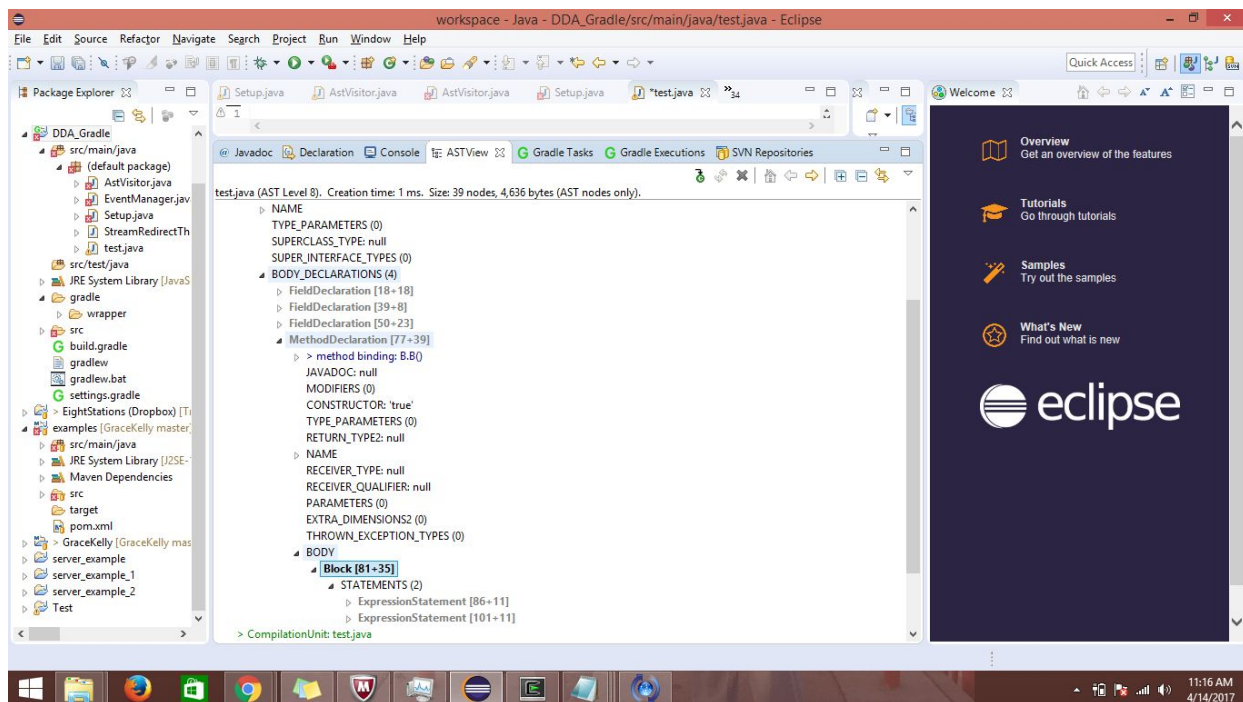 workspace - Java - DDA_Gradle/src/main/java/test.java - Eclipse
File Edit Source Refactor Navigate Search Project Run Window Help
Quick Access
Package Explorer
Setup.java AstVisitor.java AstVisitor.java Setup.java *test.java 34
Welcome
1
DDA_Gradle
src/main/java
(default package)
AstVisitor.java
EventManager.jav
Setup.java
StreamRedirectTh
test.java
src/test/java
JRE System Library [JavaS
gradle
wrapper
src
build.gradle
gradlew
gradlew.bat
settings.gradle
> EightStations (Dropbox) [Tr
examples [GraceKelly master]
src/main/java
JRE System Library [J2SE-
Maven Dependencies
src
target
pom.xml
> GraceKelly [GraceKelly mas
server_example
server_example_1
server_example_2
Test
@ Javadoc Declaration Console ASTView Gradle Tasks Gradle Executions SVN Repositories
test.java (AST Level 8). Creation time: 1 ms. Size: 39 nodes, 4,636 bytes (AST nodes only).
NAME
TYPE_PARAMETERS (0)
SUPERCLASS_TYPE: null
SUPER_INTERFACE_TYPES (0)
BODY_DECLARATIONS (4)
FieldDeclaration [18+18]
FieldDeclaration [39+8]
FieldDeclaration [50+23]
MethodDeclaration [77+39]
> method binding: B.B()
JAVADOC: null
MODIFIERS (0)
CONSTRUCTOR: 'true'
TYPE_PARAMETERS (0)
RETURN_TYPE2: null
NAME
RECEIVER_TYPE: null
RECEIVER_QUALIFIER: null
PARAMETERS (0)
EXTRA_DIMENSIONS2 (0)
THROWN_EXCEPTION_TYPES (0)
BODY
Block [81+35]
STATEMENTS (2)
ExpressionStatement [86+11]
ExpressionStatement [101+11]
> CompilationUnit: test.java
Overview
Get an overview of the features
Tutorials
Go through tutorials
Samples
Try out the samples
What's New
Find out what is new
eclipse
11:16 AM
4/14/2017